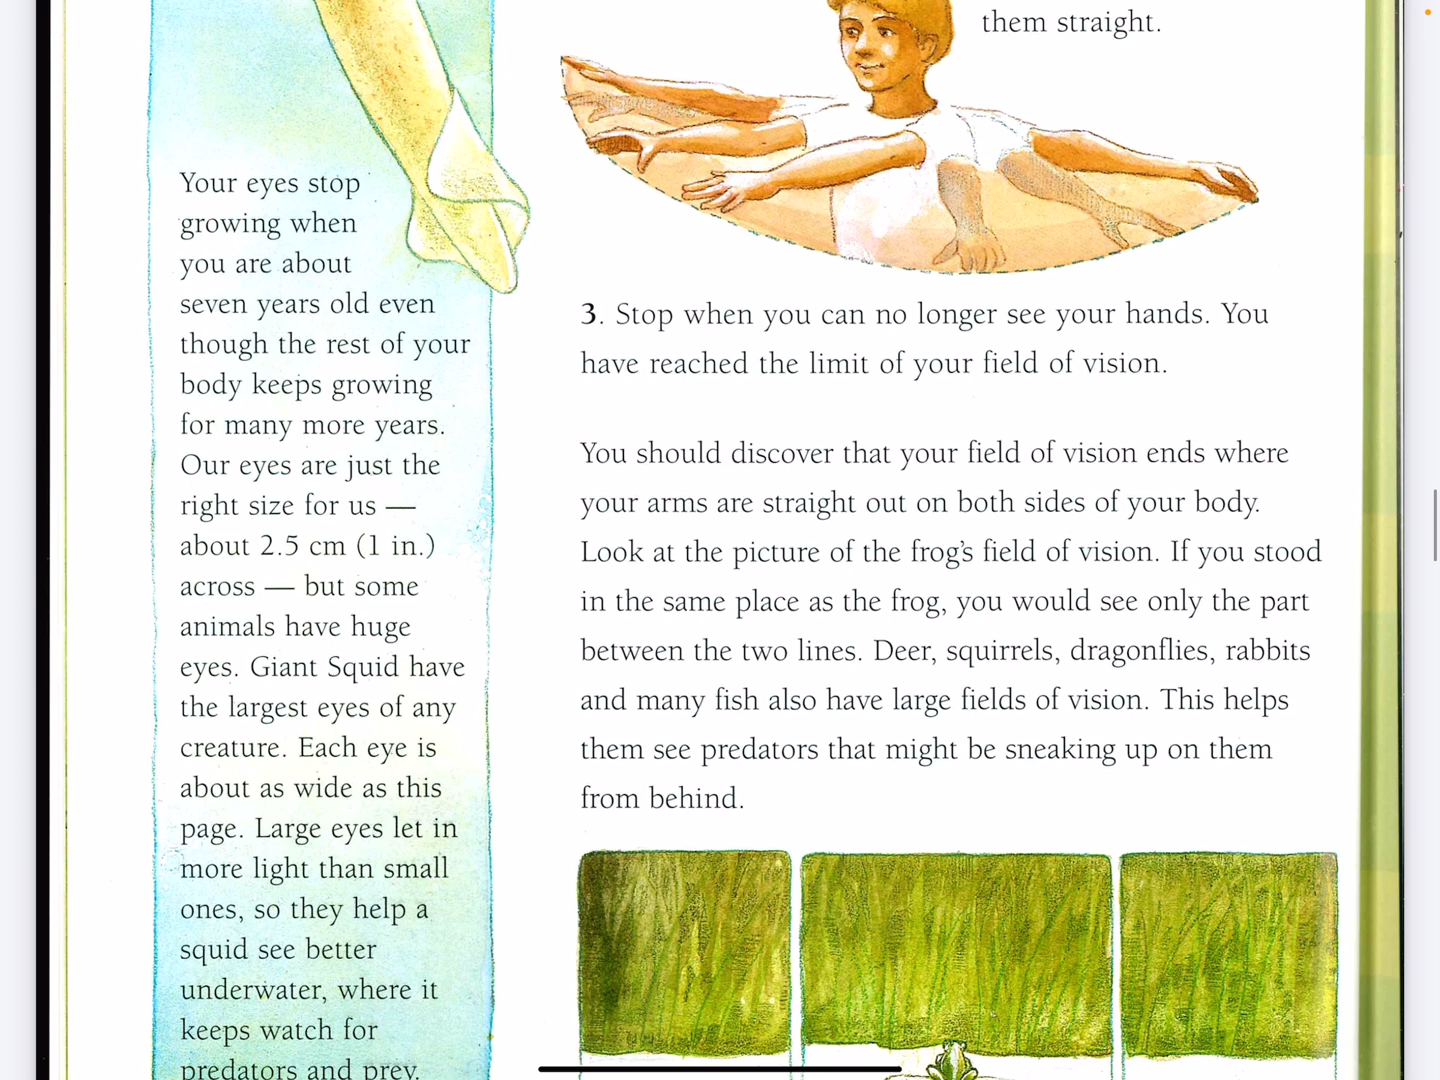 them straight.
Your eyes stop
growing when
you are about
seven years old even
though the rest of your
body keeps growing
for many more years.
Our eyes are just the
right size for us —
about 2.5 cm (1 in.)
across — but some
animals have huge
eyes. Giant Squid have
the largest eyes of any
creature. Each eye is
about as wide as this
page. Large eyes let in
more light than small
ones, so they help a
squid see better
underwater, where it
keeps watch for
predators and prey.
3. Stop when you can no longer see your hands. You
have reached the limit of your field of vision.
You should discover that your field of vision ends where
your arms are straight out on both sides of your body.
Look at the picture of the frog's field of vision. If you stood
in the same place as the frog, you would see only the part
between the two lines. Deer, squirrels, dragonflies, rabbits
and many fish also have large fields of vision. This helps
them see predators that might be sneaking up on them
from behind.